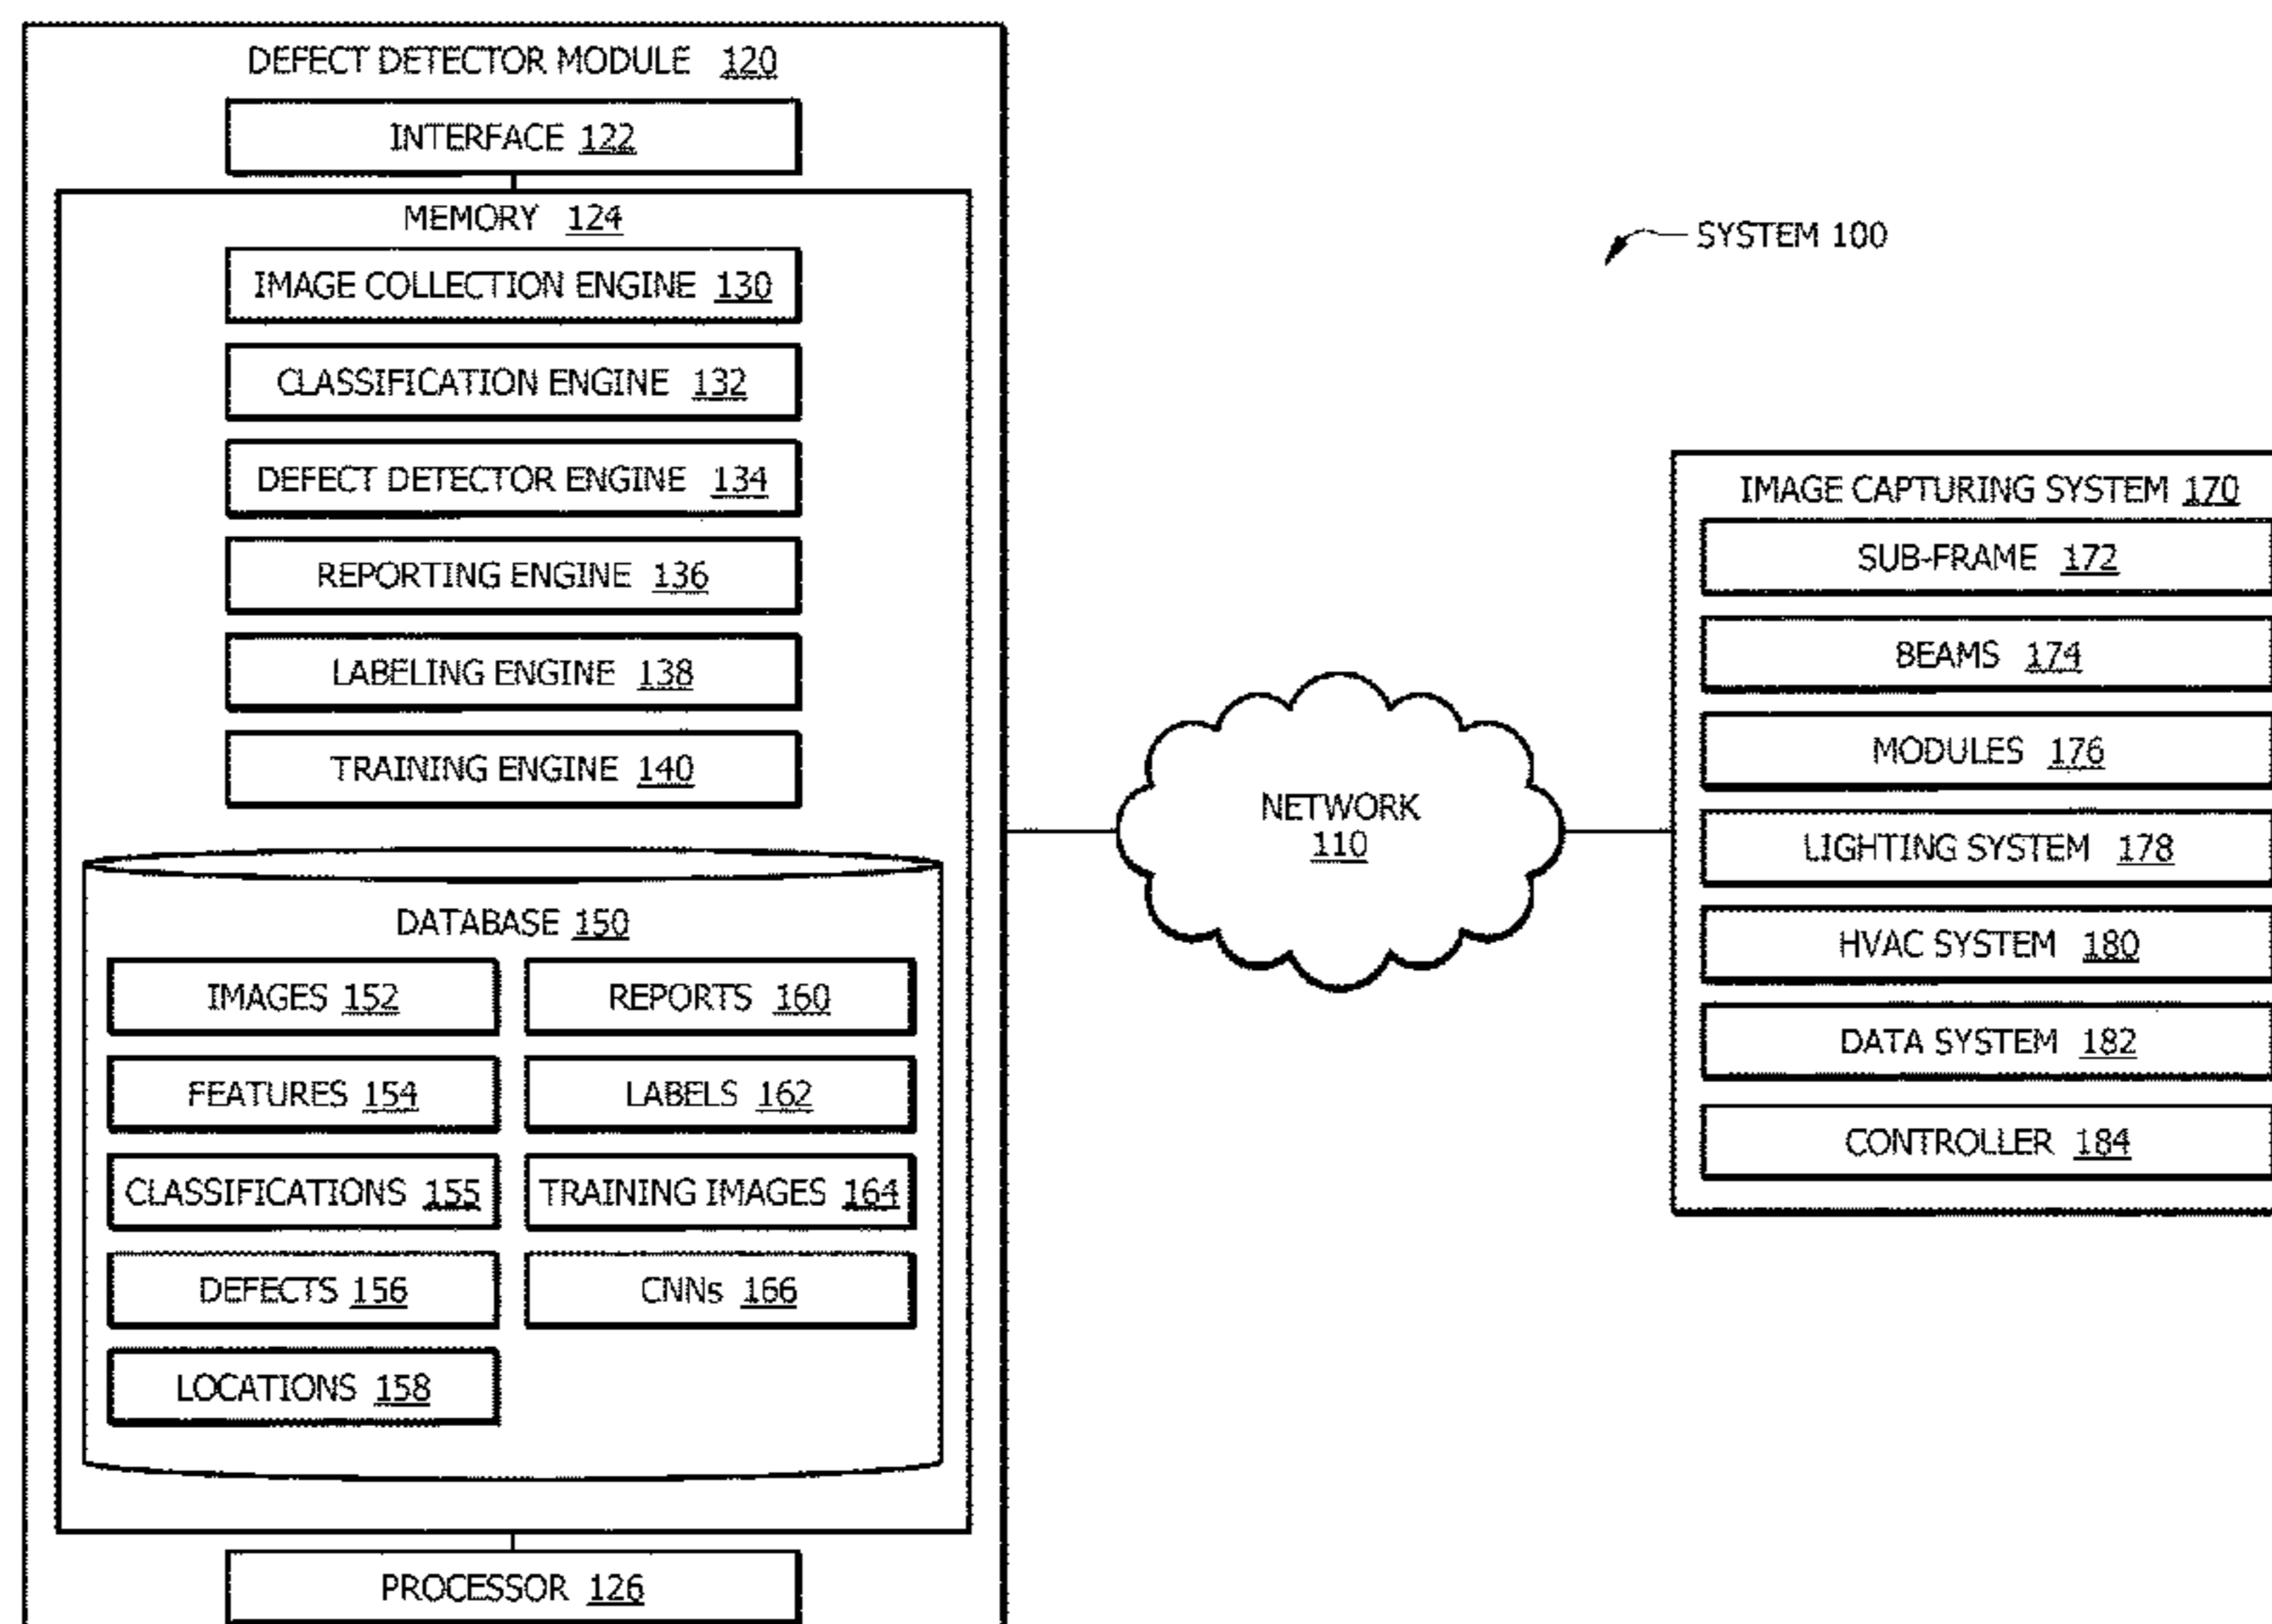 DEFECT DETECTOR MODULE 120
INTERFACE 122
MEMORY 124
IMAGE COLLECTION ENGINE 130
CLASSIFICATION ENGINE 132
DEFECT DETECTOR ENGINE 134
REPORTING ENGINE 136
LABELING ENGINE 138
TRAINING ENGINE 140
DATABASE 150
IMAGES 152
REPORTS 160
FEATURES 154
LABELS 162
CLASSIFICATIONS 155
TRAINING IMAGES 164
DEFECTS 156
CNNs 166
LOCATIONS 158
PROCESSOR 126
SYSTEM 100
NETWORK
110
IMAGE CAPTURING SYSTEM 170
SUB-FRAME 172
BEAMS 174
MODULES 176
LIGHTING SYSTEM 178
HVAC SYSTEM 180
DATA SYSTEM 182
CONTROLLER 184